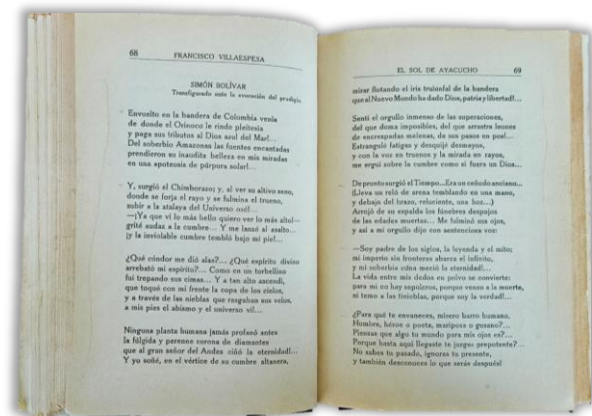 68
FRANCISCO VILLAESPESA
SIMÓN BOLÍVAR
Transfigurado ante la evocación del prodigio
Envuelto en la bandera de Colombia venía
de donde el Orinoco le rinde pleitesía
y paga sus tributos al Dios azul del Mar!...
Del soberbio Amazonas las fuentes encantadas
prendieron su inaudita belleza en mis miradas
en una apoteosis de púrpura solar!...
Y, surgió el Chimborazo; y, al ver su altivo seno,
donde se forja el rayo y se fulmina el trueno,
subir a la atalaya del Universo osé!...
—¡Ya que vi lo más bello quiero ver lo más alto!—
grité audaz a la cumbre... Y me lancé al asalto...
¡y la inviolable cumbre tembló bajo mi pie!...
¿Qué cóndor me dió alas?... ¿Qué espíritu divino
arrebató mi espíritu?... Como en un torbellino
fuí trepando sus cimas... Y a tan alto ascendí,
que toqué con mi frente la copa de los cielos,
y a través de las nieblas que rasgaban sus velos,
a mis pies el abismo y el universo vi!...
Ninguna planta humana jamás profanó antes
la fúlgida y perenne corona de diamantes
que al gran señor del Andes ciñó la eternidad!...
Y yo soñé, en el vértice de su cumbre altanera,
EL SOL DE AYACUCHO
69
mirar flotando el iris triunfal de la bandera
que al Nuevo Mundo ha dado Dios, patria y libertad!...
Sentí el orgullo inmenso de las superaciones,
del que doma imposibles, del que arrastra leones
de encrespadas melenas, de sus pasos en pos!...
Estranguló fatigas y desquijé desmayos,
y con la voz en truenos y la mirada en rayos,
me erguí sobre la cumbre como si fuera un Dios...
De pronto surgió el Tiempo... Era un ceñudo anciano...
(Lleva un reló de arena temblando en una mano,
y debajo del brazo, reluciente, una hoz...)
Arrojó de su espalda los fúnebres despojos
de las edades muertas... Me fulminó sus ojos,
y así a mi orgullo dijo con sentenciosa voz:
—Soy padre de los siglos, la leyenda y el mito;
mi imperio sin fronteras abarca el infinito,
y mi soberbia cuna meció la eternidad!...
La vida entre mis dedos en polvo se convierte:
para mí no hay sepulcros, porque venzo a la muerte,
ni temo a las tinieblas, porque soy la verdad!...
¿Para qué te envaneces, mísero barro humano,
Hombre, héroe o poeta, mariposa o gusano?...
Piensas que algo tu mundo para mis ojos es?...
Porque hasta aquí llegaste te juzgas prepotente?...
No sabes tu pasado, ignoras tu presente,
y también desconoces lo que serás después!